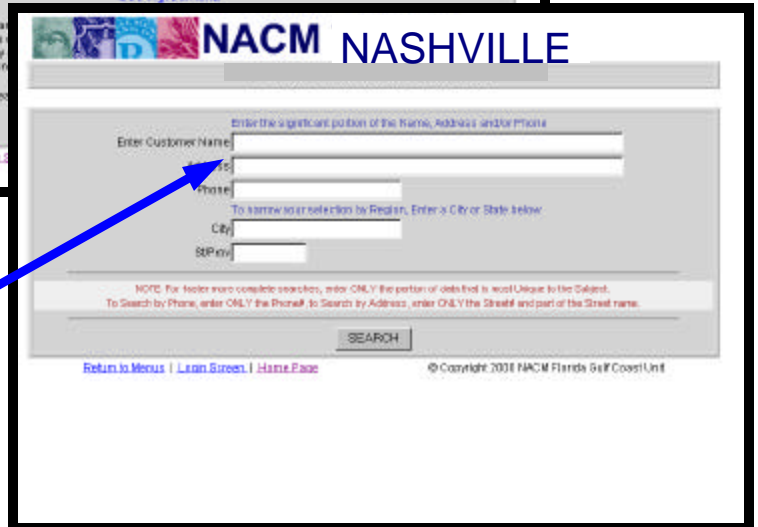 NACM NASHVILLE
Enter the significant portion of the Name, Address and/or Phone
Enter Customer Name
Address
Phone
To narrow your selection by Region, Enter a City or State below
City
St/Prov
NOTE: For faster more complete searches, enter ONLY the portion of data that is most Unique to the Subject.
To Search by Phone, enter ONLY the Phone#, to Search by Address, enter ONLY the Street# and part of the Street name.
SEARCH
Return to Menus | Login Screen | Home Page
© Copyright 2000 NACM Florida Gulf Coast Unit